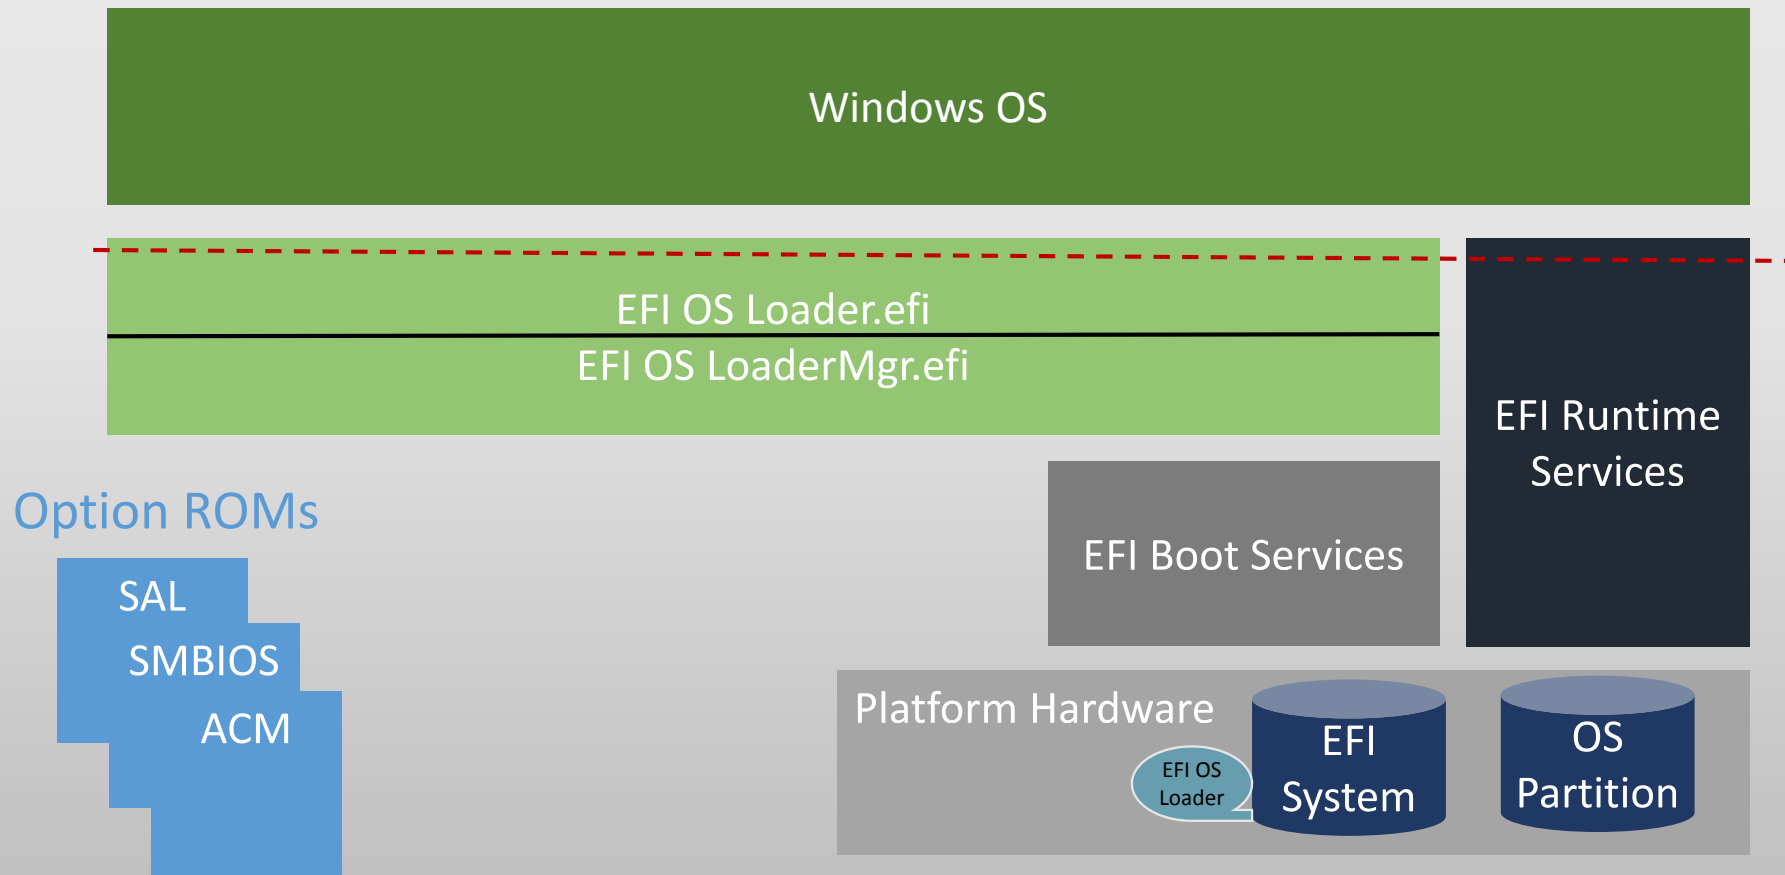 Windows OS
EFI OS Loader.efi
EFI OS LoaderMgr.efi
EFI Runtime
Services
Option ROMs
EFI Boot Services
SAL
SMBIOS
ACM
Platform Hardware
EFI OS
Loader
EFI
System
OS
Partition